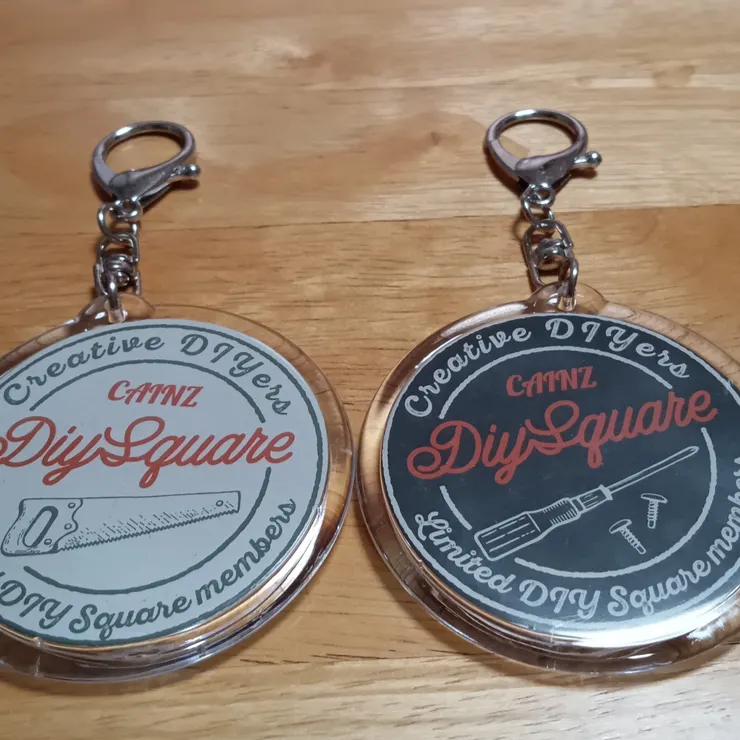 Creative DIYers
CAINZ
DiySquare
DIY Square members
Creative DIYers
CAINZ
DiySquare
Limited DIY Square members